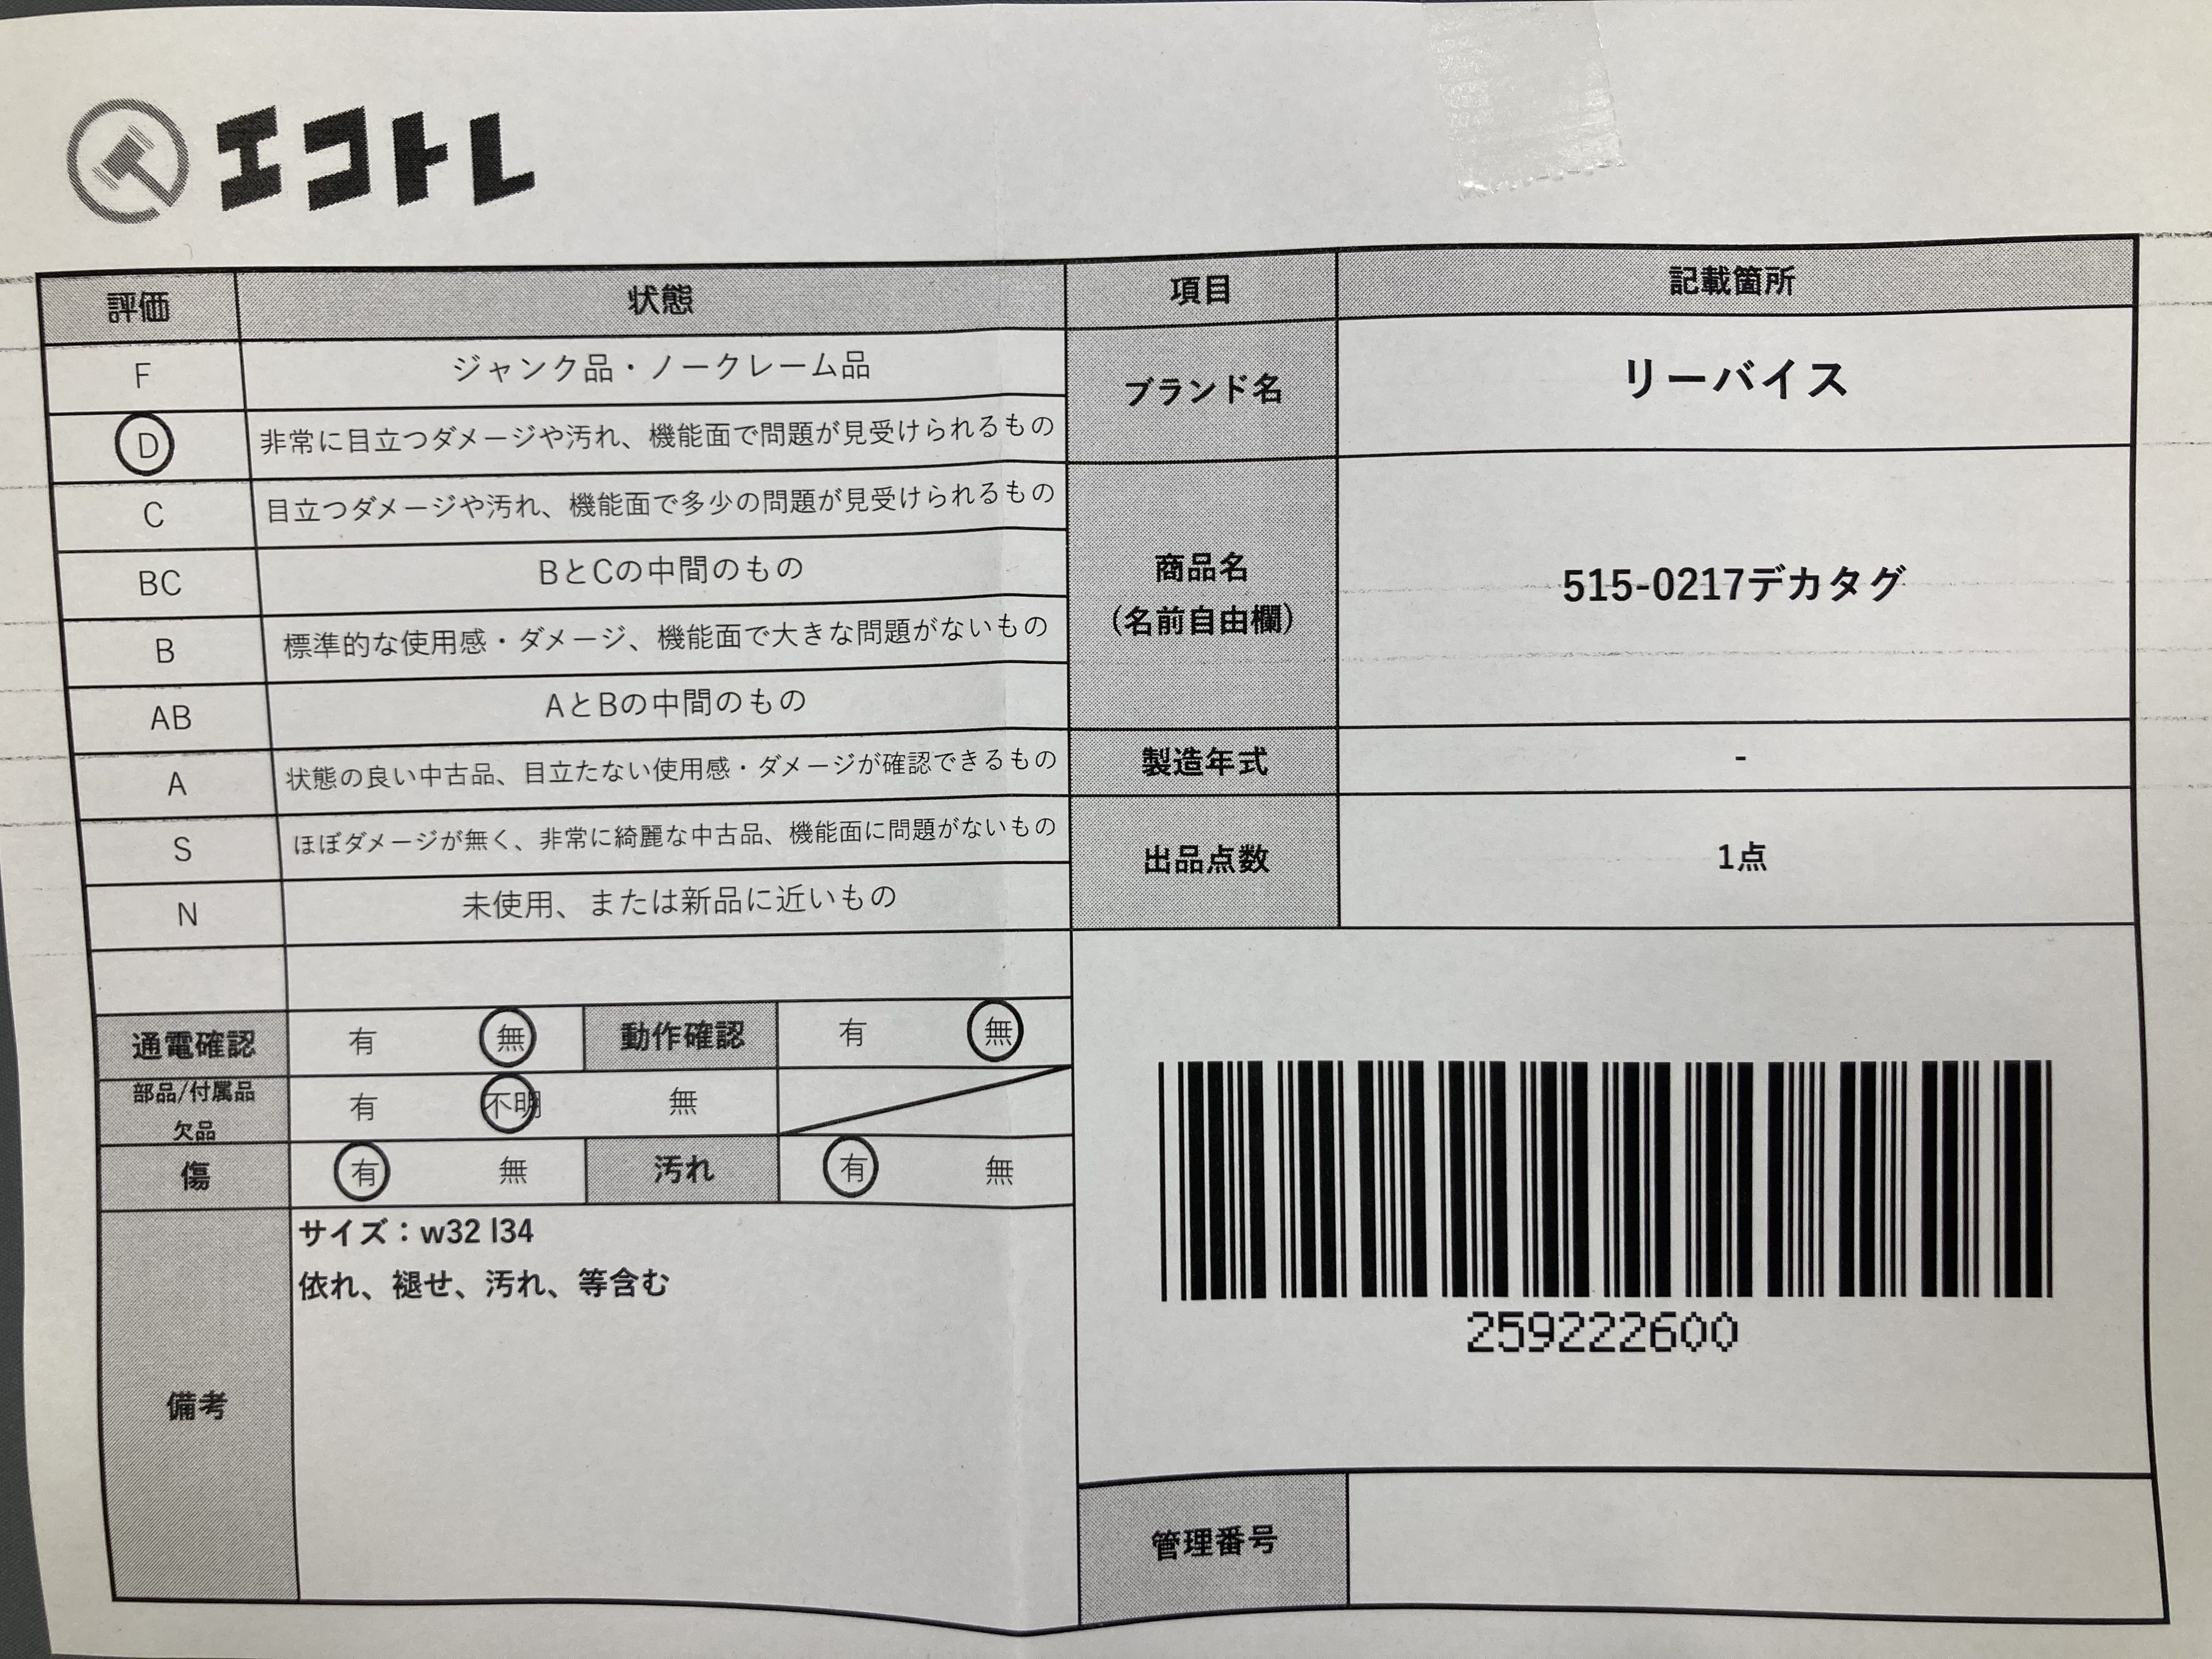 エコトレ
評価 状態 項目 記載箇所
F ジャンク品・ノークレーム品
D 非常に目立つダメージや汚れ、機能面で問題が見受けられるもの
C 目立つダメージや汚れ、機能面で多少の問題が見受けられるもの
BC BとCの中間のもの
B 標準的な使用感・ダメージ、機能面で大きな問題がないもの
AB AとBの中間のもの
A 状態の良い中古品、目立たない使用感・ダメージが確認できるもの
S ほぼダメージが無く、非常に綺麗な中古品、機能面に問題がないもの
N 未使用、または新品に近いもの
ブランド名 リーバイス
商品名
(名前自由欄)
515-0217デカタグ
製造年式 -
出品点数 1点
通電確認 有 無 動作確認 有 無
部品/付属品
欠品
有 不明 無
傷 有 無 汚れ 有 無
備考
サイズ：w32 l34
依れ、褪せ、汚れ、等含む
259222600
管理番号